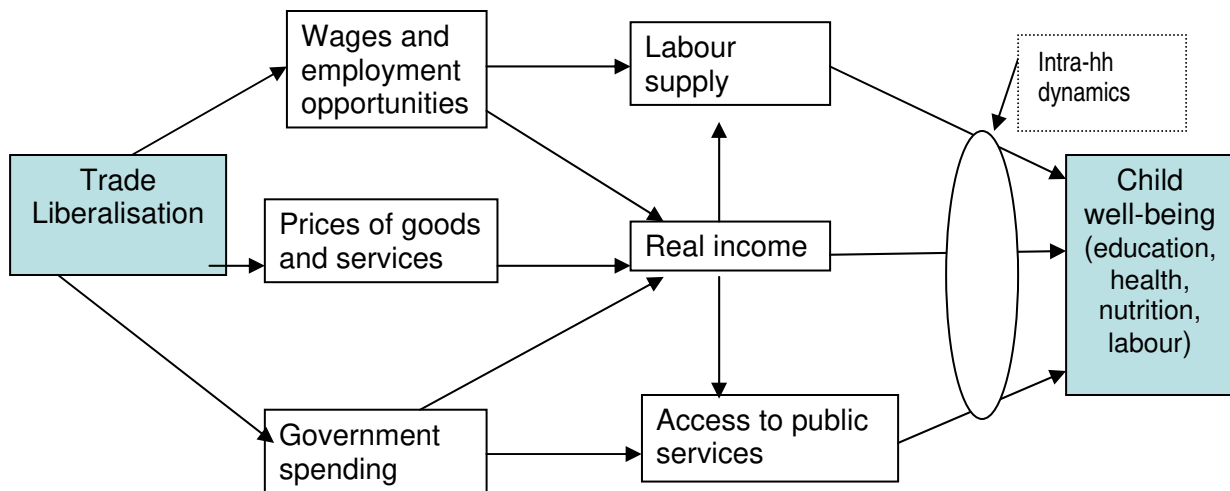 Wages and
employment
opportunities
Labour
supply
Intra-hh
dynamics
Trade
Liberalisation
Prices of goods
and services
Real income
Child
well-being
(education,
health,
nutrition,
labour)
Government
spending
Access to public
services